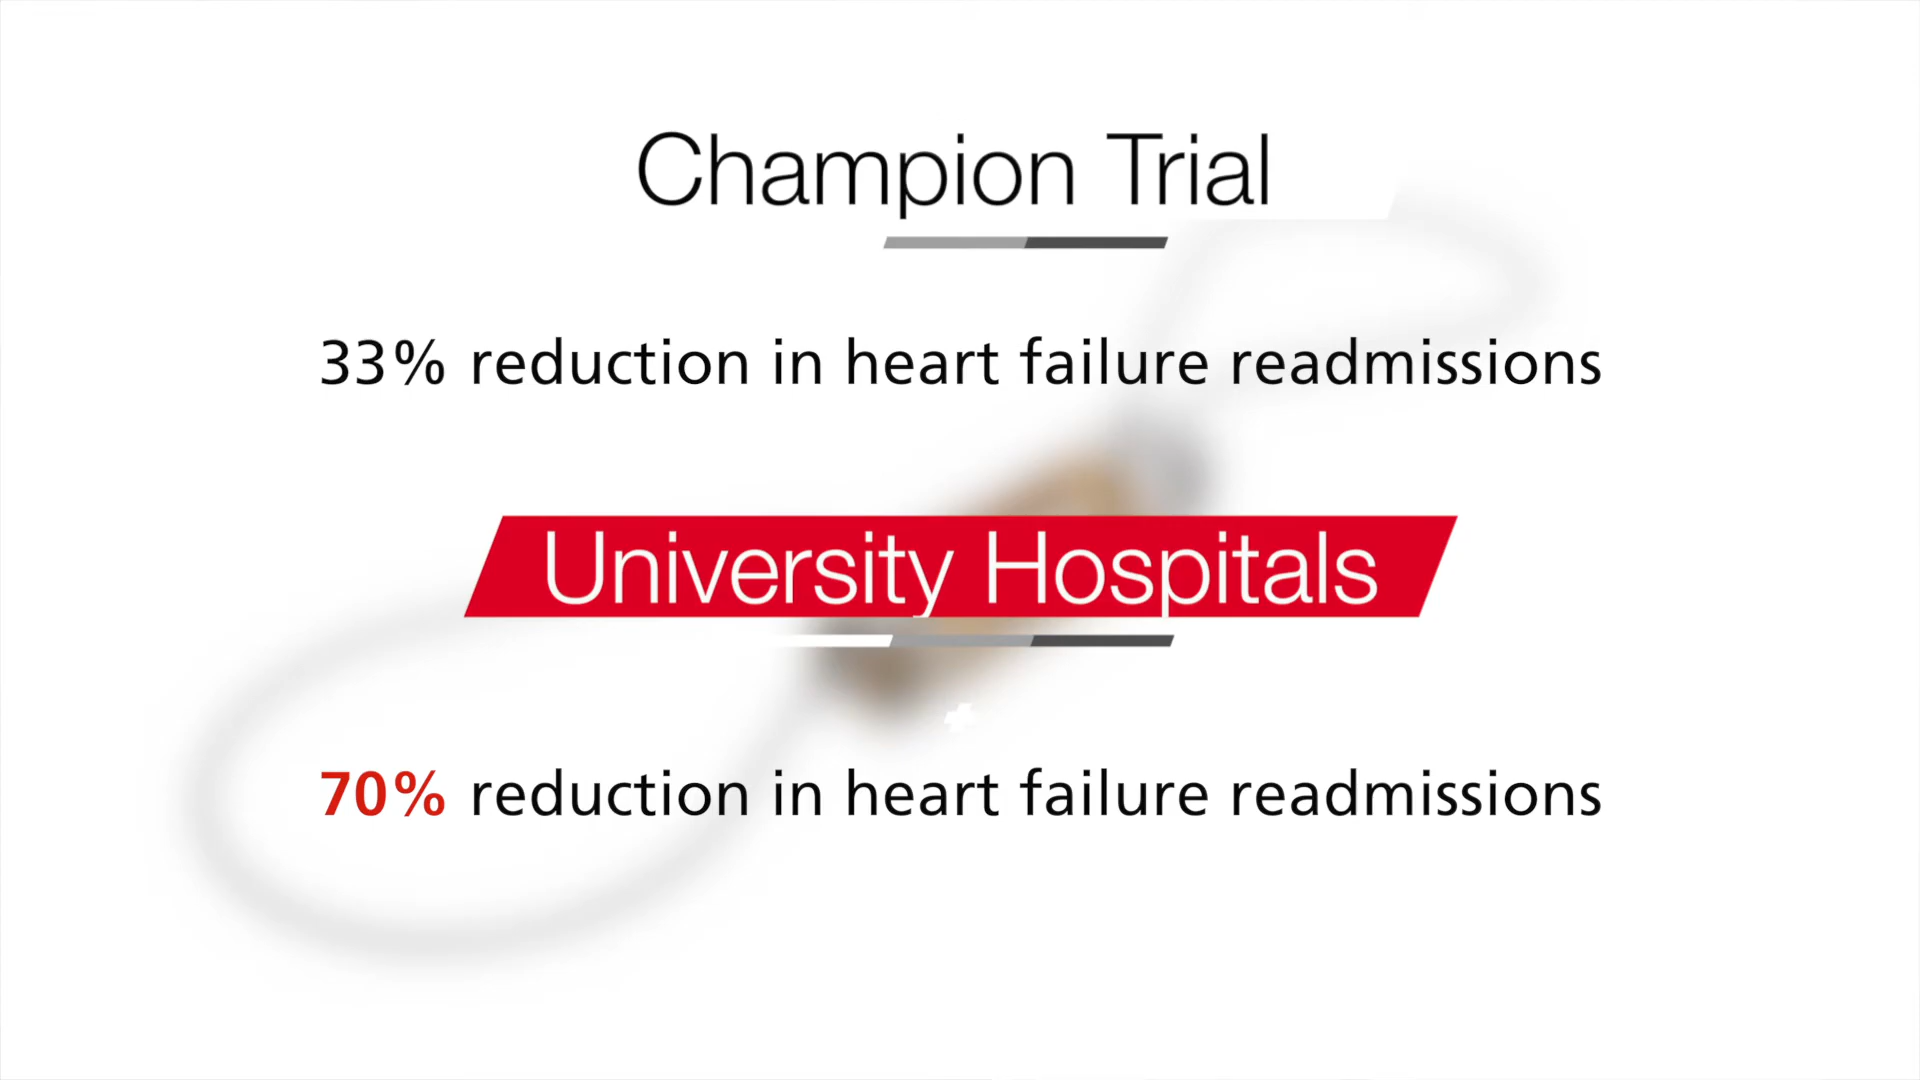 Champion Trial
33% reduction in heart failure readmissions
University Hospitals
70% reduction in heart failure readmissions